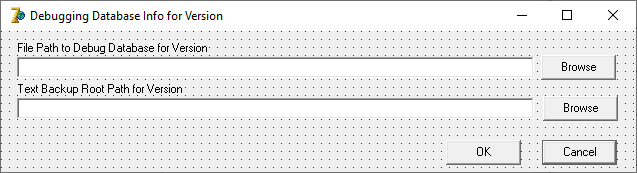 Debugging Database Info for Version
File Path to Debug Database for Version
Browse
Text Backup Root Path for Version
Browse
OK Cancel